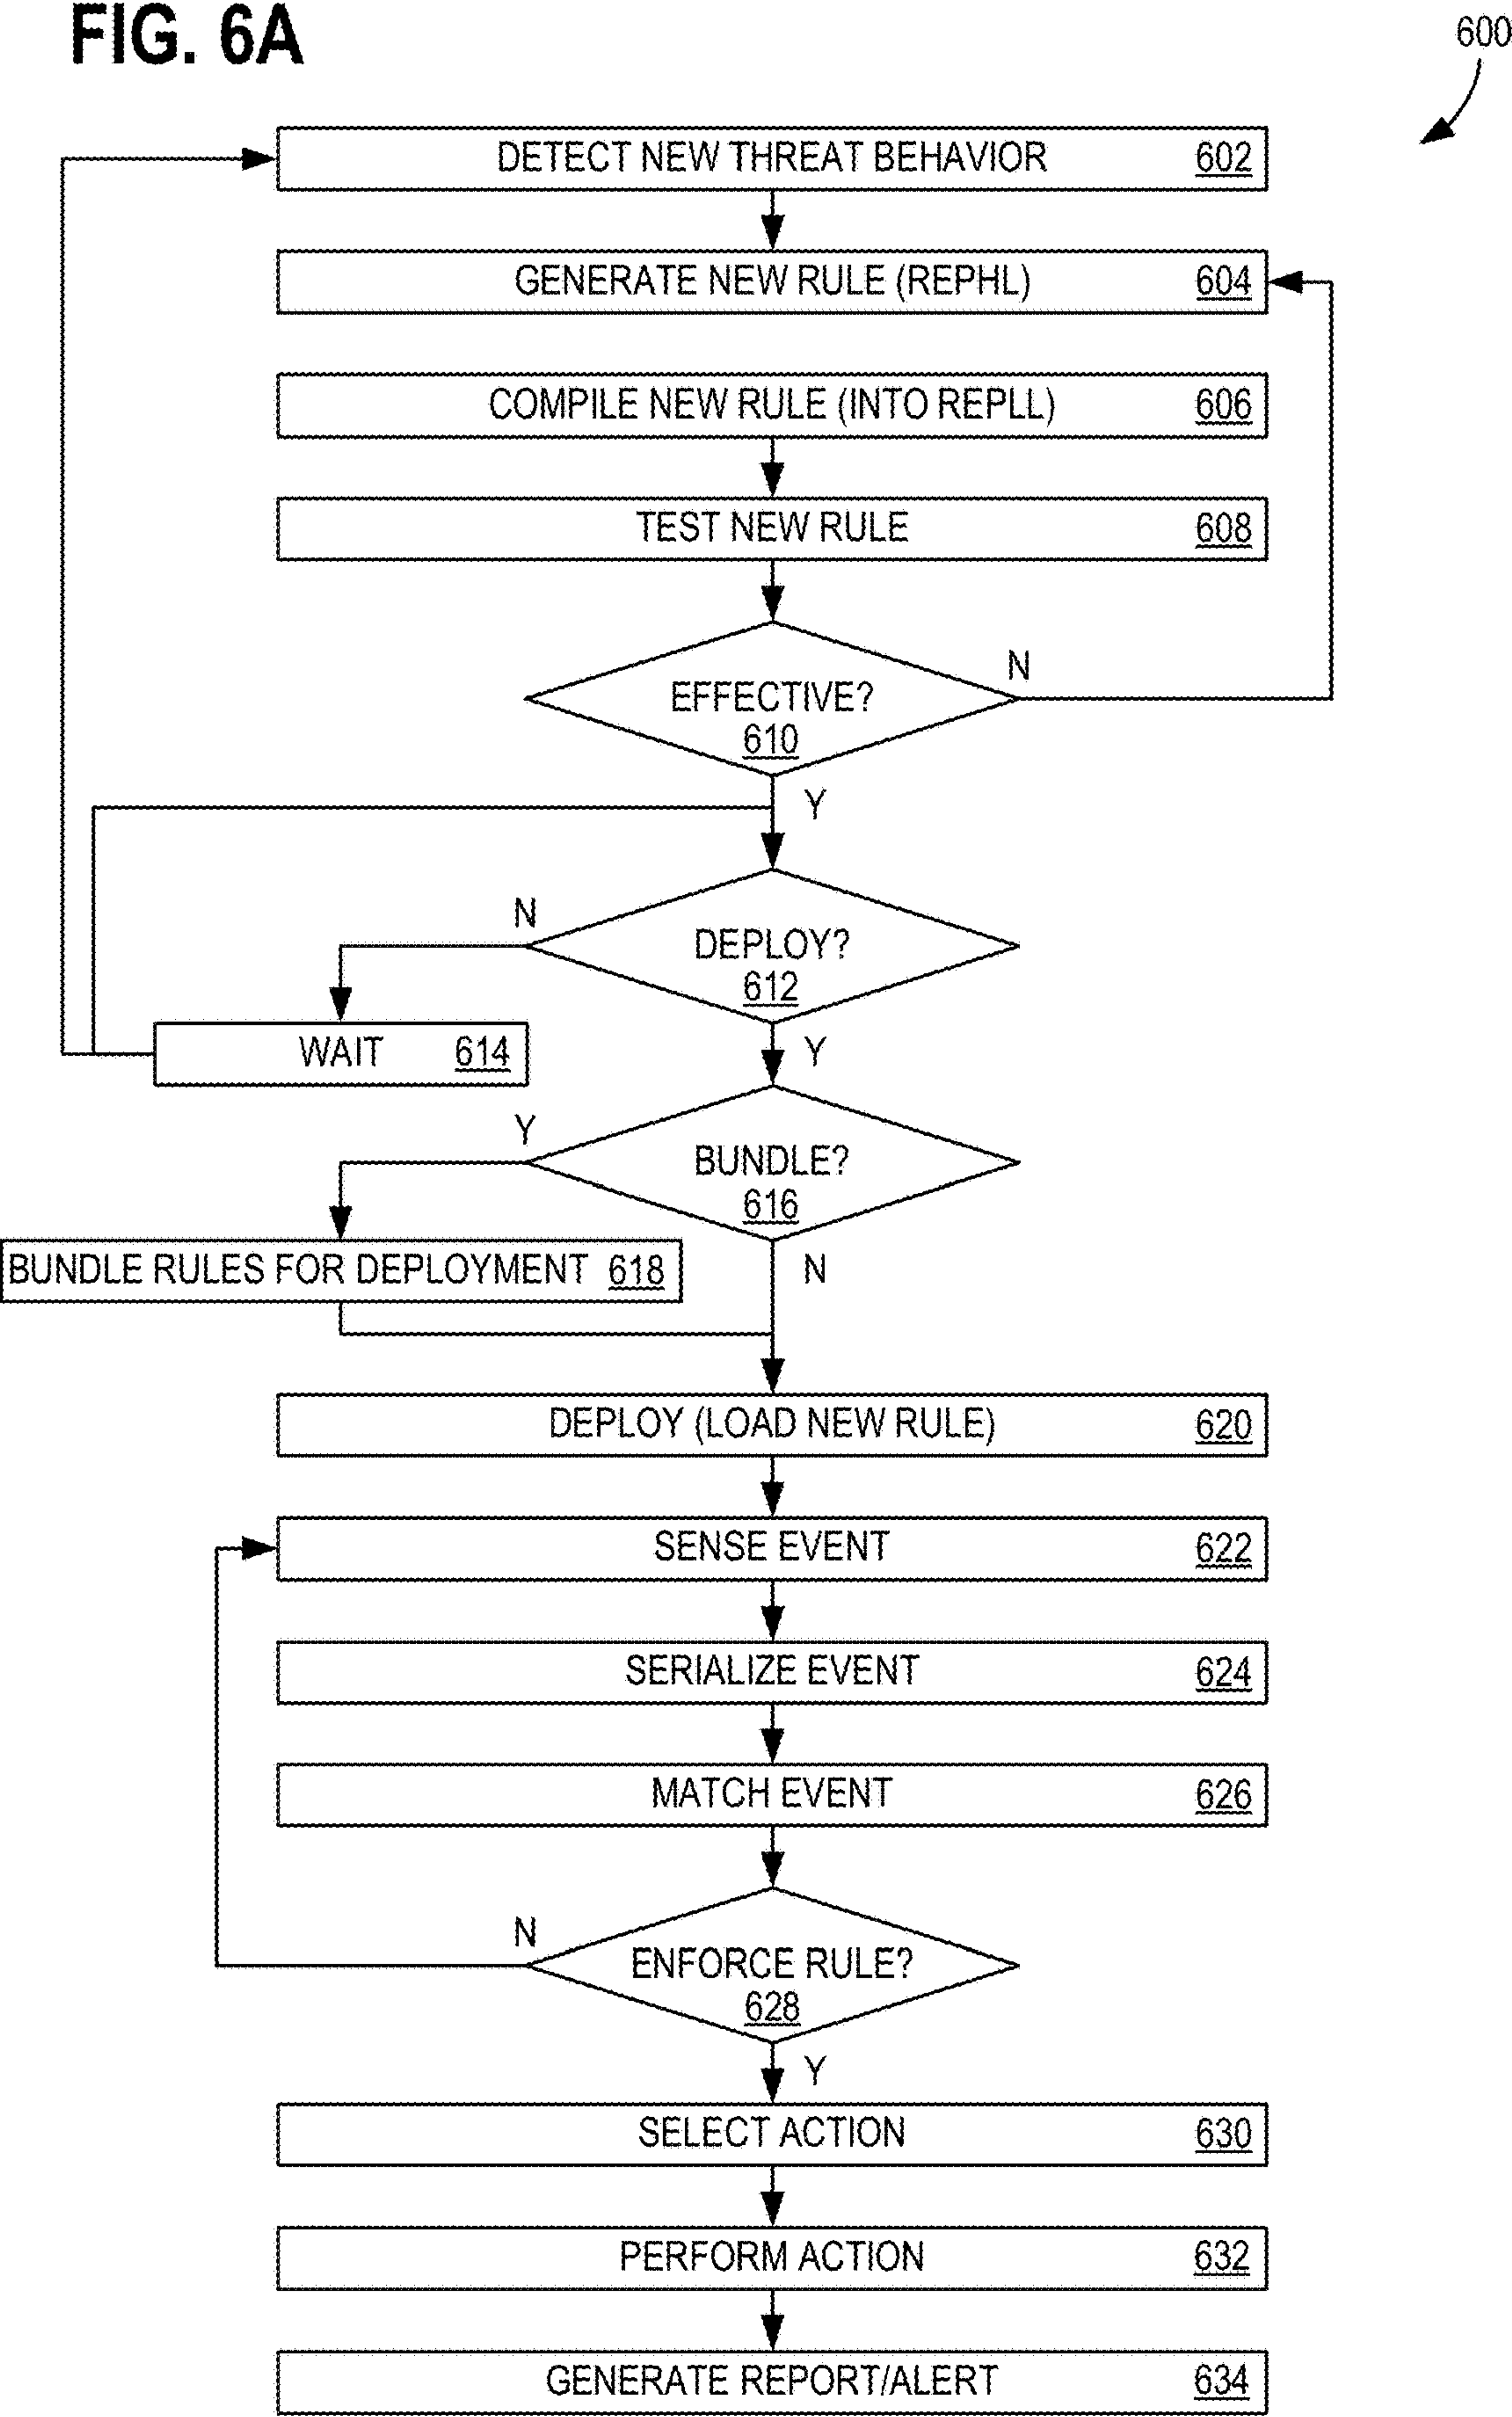 FIG. 6A
600
DETECT NEW THREAT BEHAVIOR 602
GENERATE NEW RULE (REPHL) 604
COMPILE NEW RULE (INTO REPLL) 606
TEST NEW RULE 608
N
EFFECTIVE?
610
Y
N
DEPLOY?
612
WAIT 614
Y
Y
BUNDLE?
616
BUNDLE RULES FOR DEPLOYMENT 618
N
DEPLOY (LOAD NEW RULE) 620
SENSE EVENT 622
SERIALIZE EVENT 624
MATCH EVENT 626
N
ENFORCE RULE?
628
Y
SELECT ACTION 630
PERFORM ACTION 632
GENERATE REPORT/ALERT 634